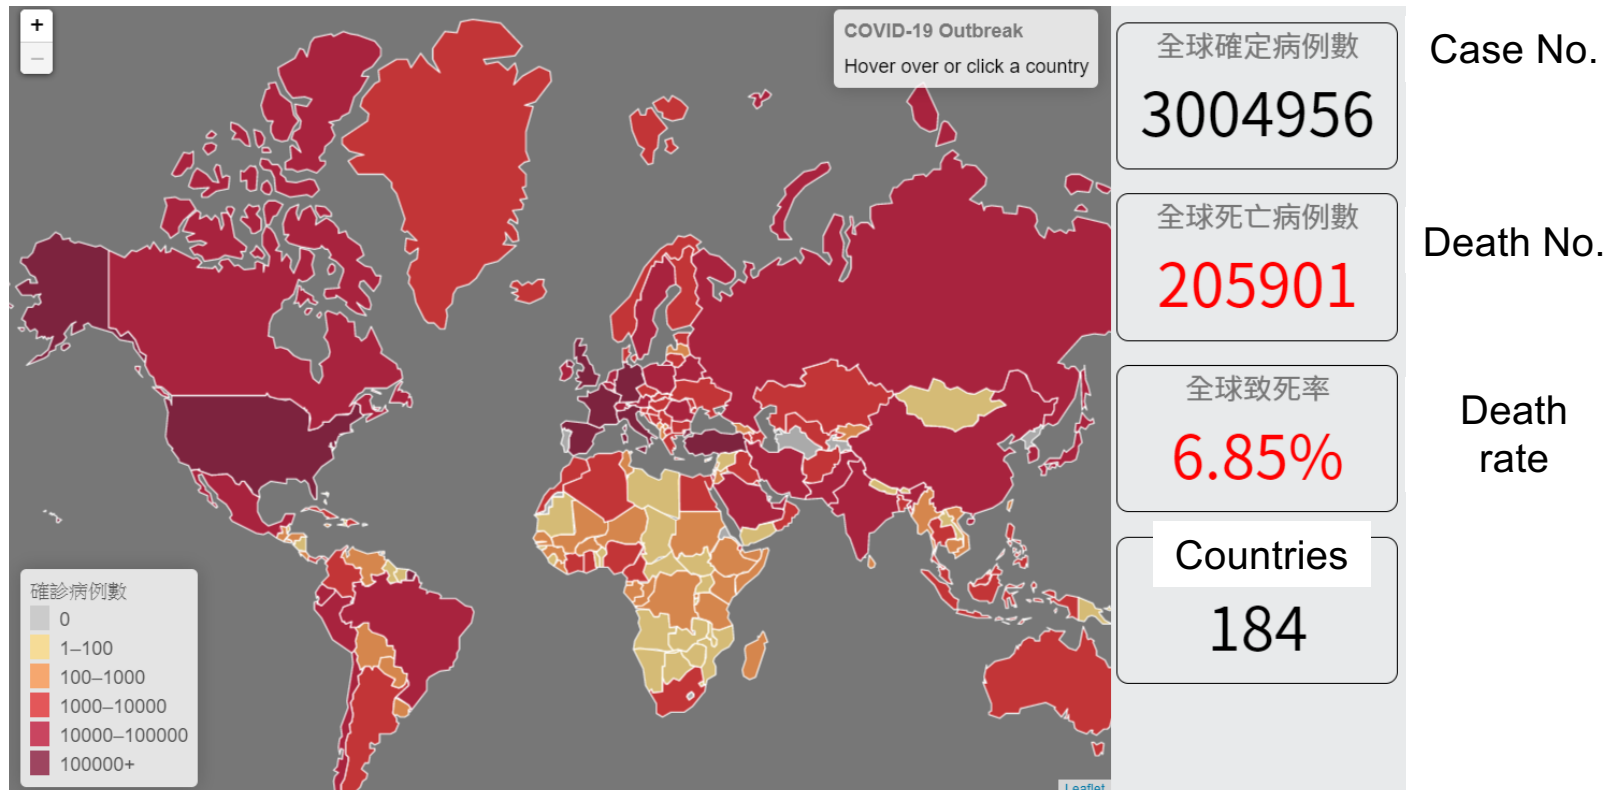 +
−
COVID-19 Outbreak
Hover over or click a country
全球確定病例數
3004956
Case No.
全球死亡病例數
205901
Death No.
全球致死率
6.85%
Death
rate
Countries
184
確診病例數
0
1–100
100–1000
1000–10000
10000–100000
100000+
Leaflet